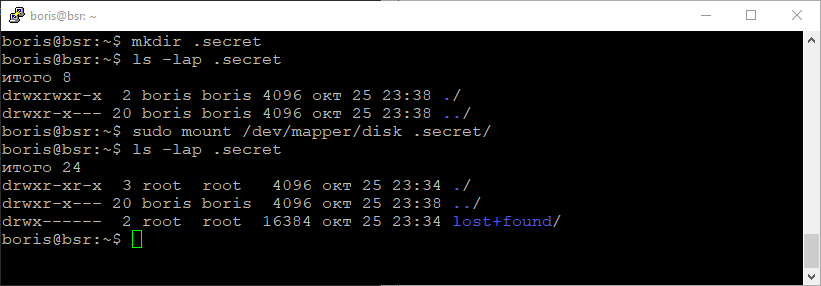 boris@bsr: ~
boris@bsr:~$ mkdir .secret
boris@bsr:~$ ls -lap .secret
итого 8
drwxrwxr-x  2 boris boris 4096 окт 25 23:38 ./
drwxr-x--- 20 boris boris 4096 окт 25 23:38 ../
boris@bsr:~$ sudo mount /dev/mapper/disk .secret/
boris@bsr:~$ ls -lap .secret
итого 24
drwxr-xr-x  3 root  root   4096 окт 25 23:34 ./
drwxr-x--- 20 boris boris  4096 окт 25 23:38 ../
drwx------  2 root  root  16384 окт 25 23:34 lost+found/
boris@bsr:~$